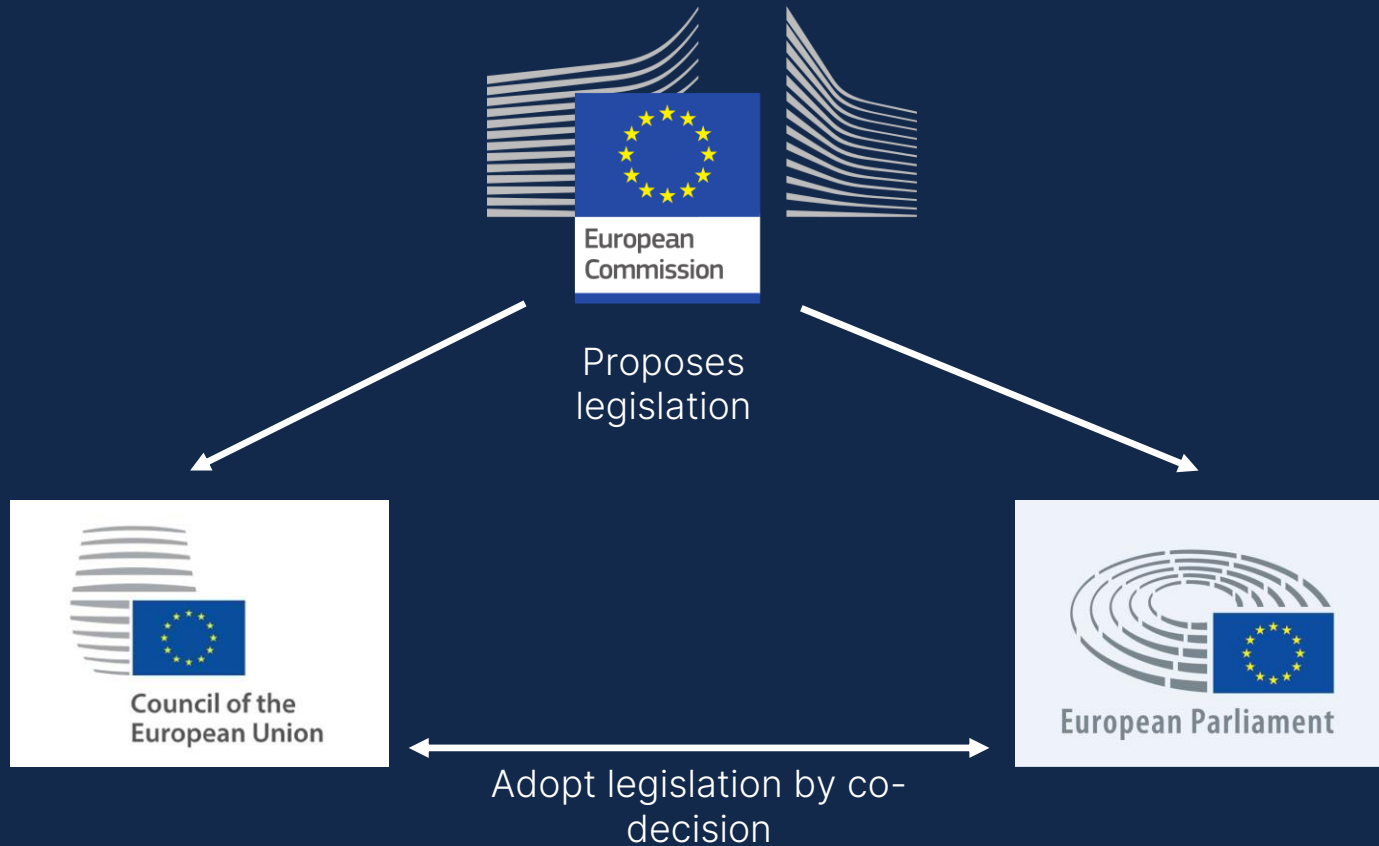 European
Commission
Proposes
legislation
Council of the
European Union
European Parliament
Adopt legislation by co-
decision